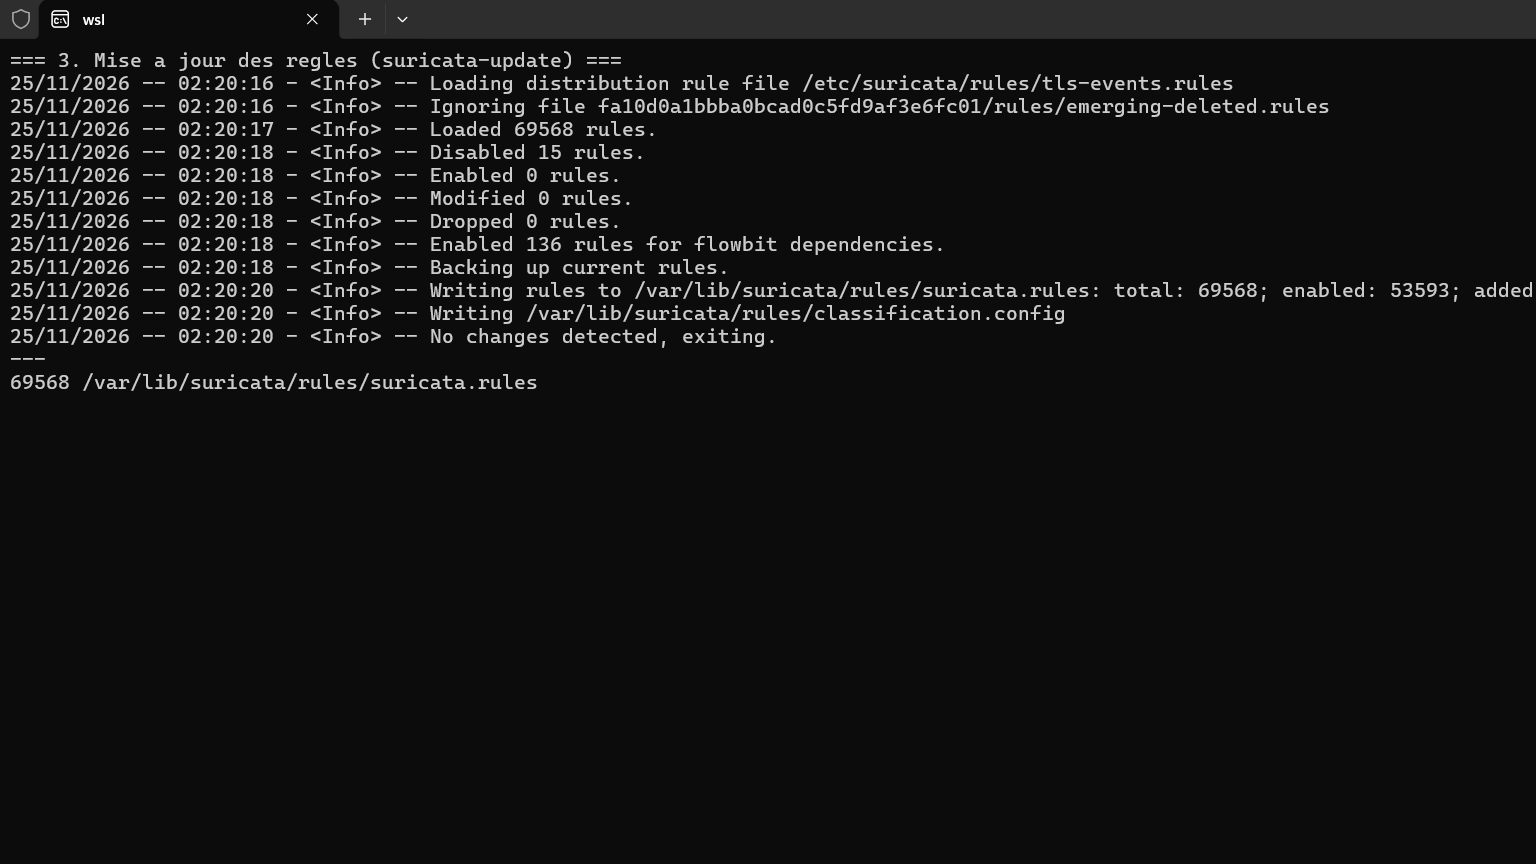 wsl
=== 3. Mise a jour des regles (suricata-update) ===
25/11/2026 -- 02:20:16 - <Info> -- Loading distribution rule file /etc/suricata/rules/tls-events.rules
25/11/2026 -- 02:20:16 - <Info> -- Ignoring file fa10d0a1bbba0bcad0c5fd9af3e6fc01/rules/emerging-deleted.rules
25/11/2026 -- 02:20:17 - <Info> -- Loaded 69568 rules.
25/11/2026 -- 02:20:18 - <Info> -- Disabled 15 rules.
25/11/2026 -- 02:20:18 - <Info> -- Enabled 0 rules.
25/11/2026 -- 02:20:18 - <Info> -- Modified 0 rules.
25/11/2026 -- 02:20:18 - <Info> -- Dropped 0 rules.
25/11/2026 -- 02:20:18 - <Info> -- Enabled 136 rules for flowbit dependencies.
25/11/2026 -- 02:20:18 - <Info> -- Backing up current rules.
25/11/2026 -- 02:20:20 - <Info> -- Writing rules to /var/lib/suricata/rules/suricata.rules: total: 69568; enabled: 53593; added
25/11/2026 -- 02:20:20 - <Info> -- Writing /var/lib/suricata/rules/classification.config
25/11/2026 -- 02:20:20 - <Info> -- No changes detected, exiting.
---
69568 /var/lib/suricata/rules/suricata.rules